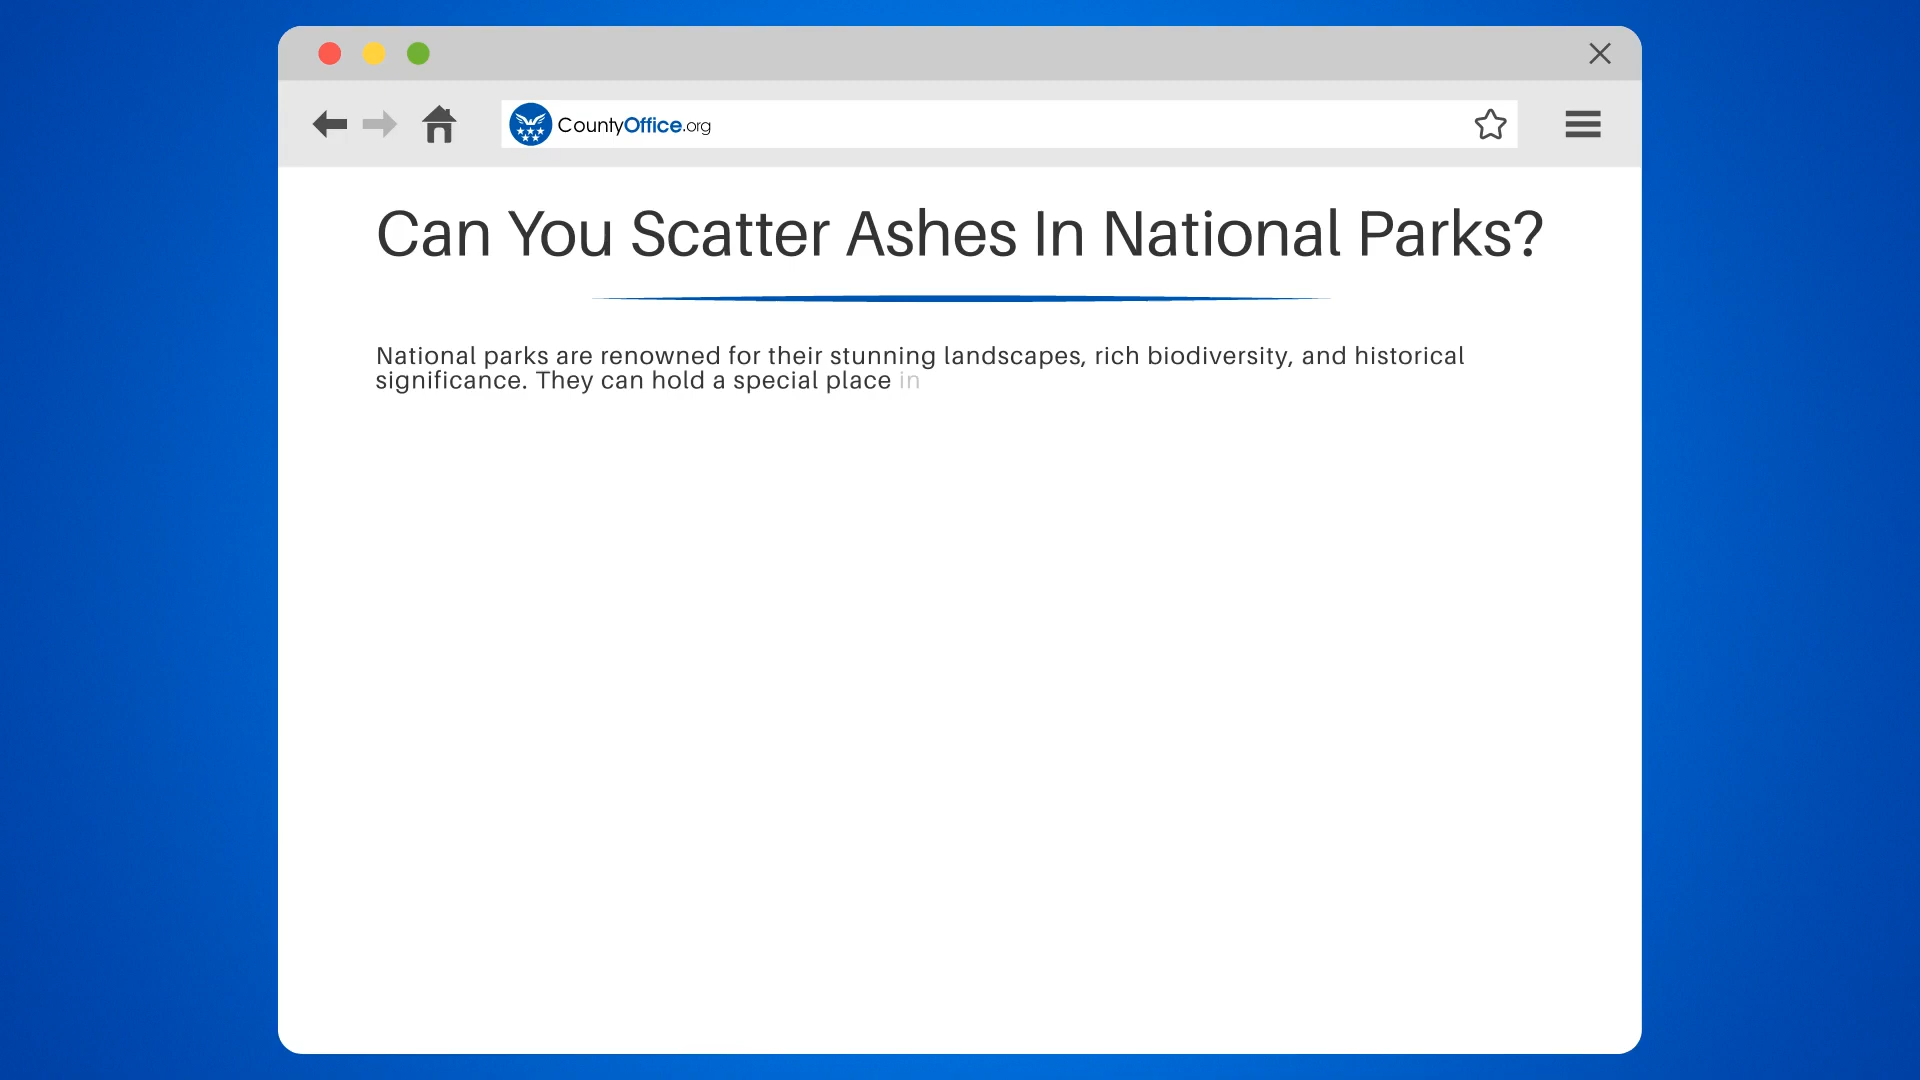 CountyOffice.org
Can You Scatter Ashes In National Parks?
National parks are renowned for their stunning landscapes, rich biodiversity, and historical
significance. They can hold a special place in